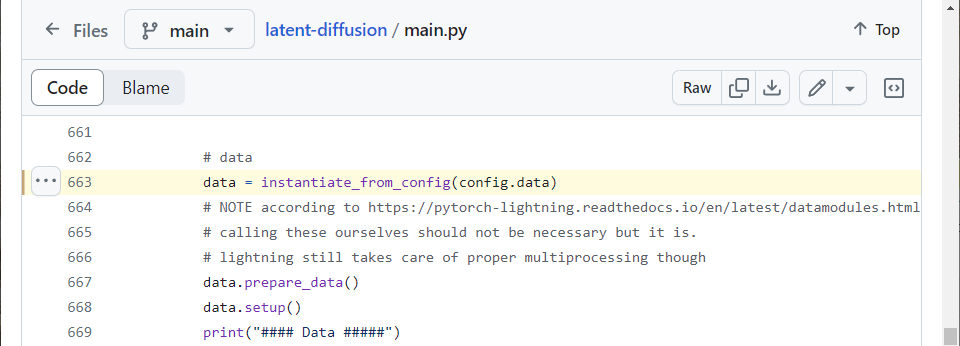 Files main latent-diffusion / main.py Top
Code Blame Raw
661
662 # data
663 data = instantiate_from_config(config.data)
664 # NOTE according to https://pytorch-lightning.readthedocs.io/en/latest/datamodules.html
665 # calling these ourselves should not be necessary but it is.
666 # lightning still takes care of proper multiprocessing though
667 data.prepare_data()
668 data.setup()
669 print("#### Data #####")